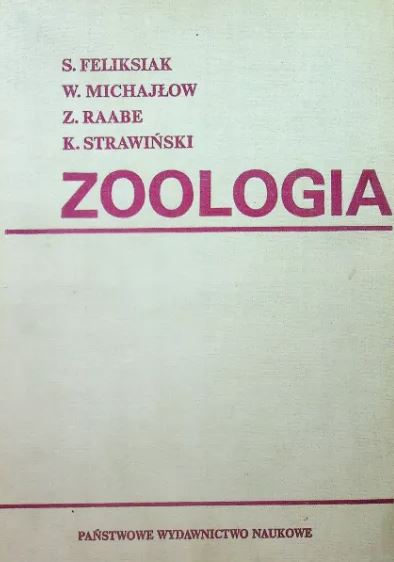 S. FELIKSIAK
W. MICHAJŁOW
Z. RAABE
K. STRAWIŃSKI
ZOOLOGIA
PAŃSTWOWE WYDAWNICTWO NAUKOWE